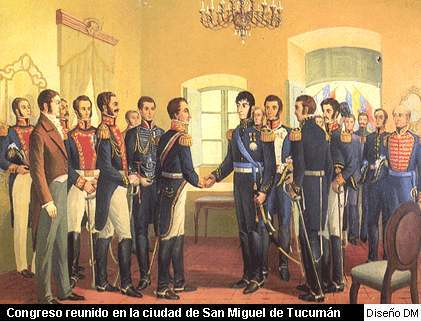 Congreso reunido en la ciudad de San Miguel de Tucumán
Diseño DM